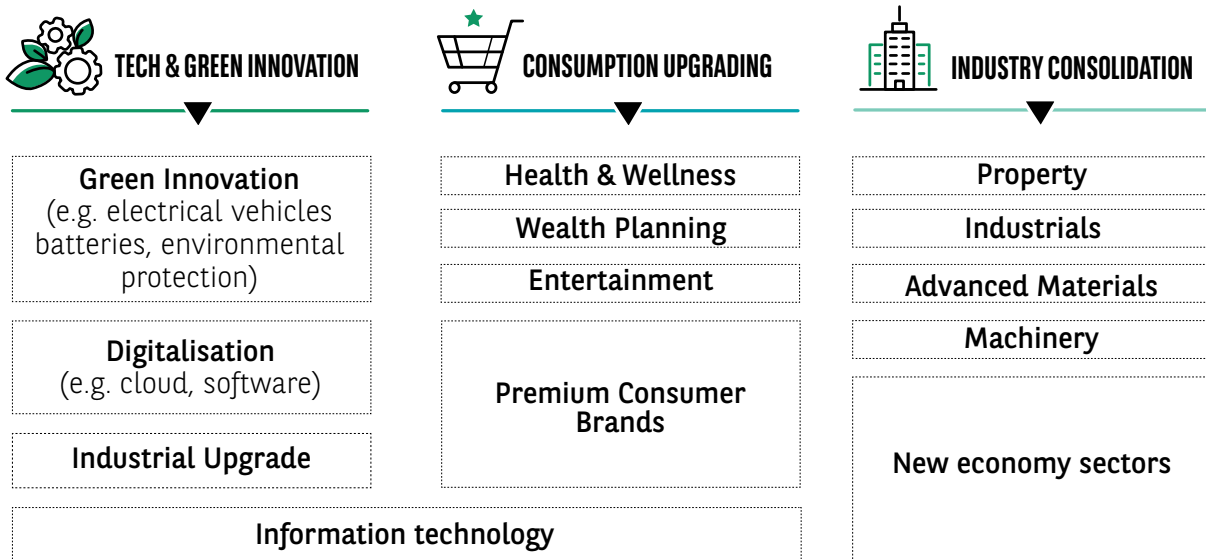 TECH & GREEN INNOVATION
Green Innovation
(e.g. electrical vehicles
batteries, environmental
protection)
Digitalisation
(e.g. cloud, software)
Industrial Upgrade
CONSUMPTION UPGRADING
Health & Wellness
Wealth Planning
Entertainment
Premium Consumer
Brands
Information technology
INDUSTRY CONSOLIDATION
Property
Industrials
Advanced Materials
Machinery
New economy sectors